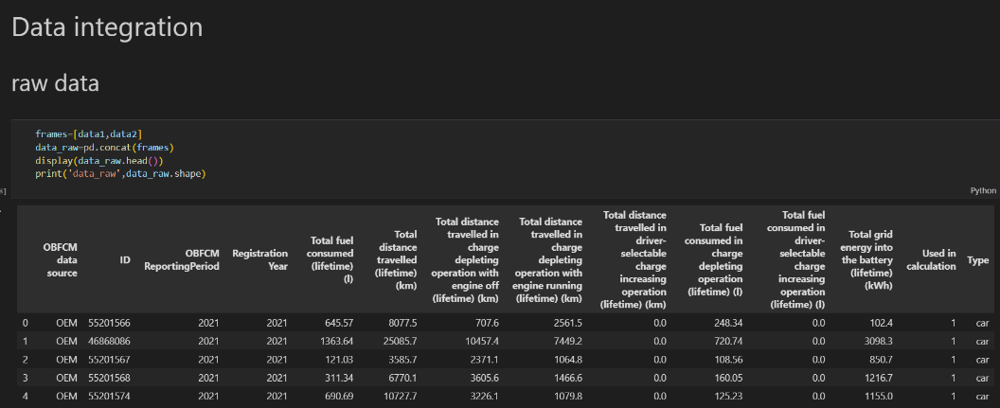 Data integration
raw data
frames=[data1,data2]
data_raw=pd.concat(frames)
display(data_raw.head())
print('data_raw',data_raw.shape)
Python
OBFCM data source ID OBFCM ReportingPeriod Registration Year Total fuel consumed (lifetime) (l) Total distance travelled (lifetime) (km) Total distance travelled in charge depleting operation with engine off (lifetime) (km) Total distance travelled in charge depleting operation with engine running (lifetime) (km) Total distance travelled in driver-selectable charge increasing operation (lifetime) (km) Total fuel consumed in charge depleting operation (lifetime) (l) Total fuel consumed in driver-selectable charge increasing operation (lifetime) (l) Total grid energy into the battery (lifetime) (kWh) Used in calculation Type
0 OEM 55201566 2021 2021 645.57 8077.5 707.6 2561.5 0.0 248.34 0.0 102.4 1 car
1 OEM 46868086 2021 2021 1363.64 25085.7 10457.4 7449.2 0.0 720.74 0.0 3098.3 1 car
2 OEM 55201567 2021 2021 121.03 3585.7 2371.1 1064.8 0.0 108.56 0.0 850.7 1 car
3 OEM 55201568 2021 2021 311.34 6770.1 3605.6 1466.6 0.0 160.05 0.0 1216.7 1 car
4 OEM 55201574 2021 2021 690.69 10727.7 3226.1 1079.8 0.0 125.23 0.0 1155.0 1 car